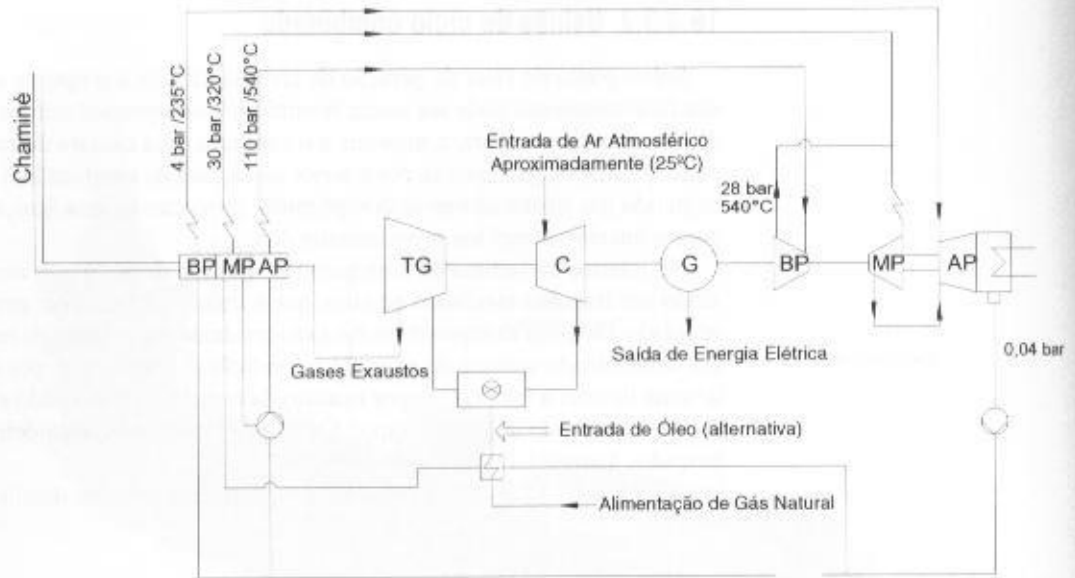 Chaminé
4 bar /235°C
30 bar /320°C
110 bar /540°C
Entrada de Ar Atmosférico
Aproximadamente (25ºC)
28 bar
540°C
BP MP AP
TG
C
G
BP
MP
AP
Gases Exaustos
Saída de Energia Elétrica
0,04 bar
Entrada de Óleo (alternativa)
Alimentação de Gás Natural